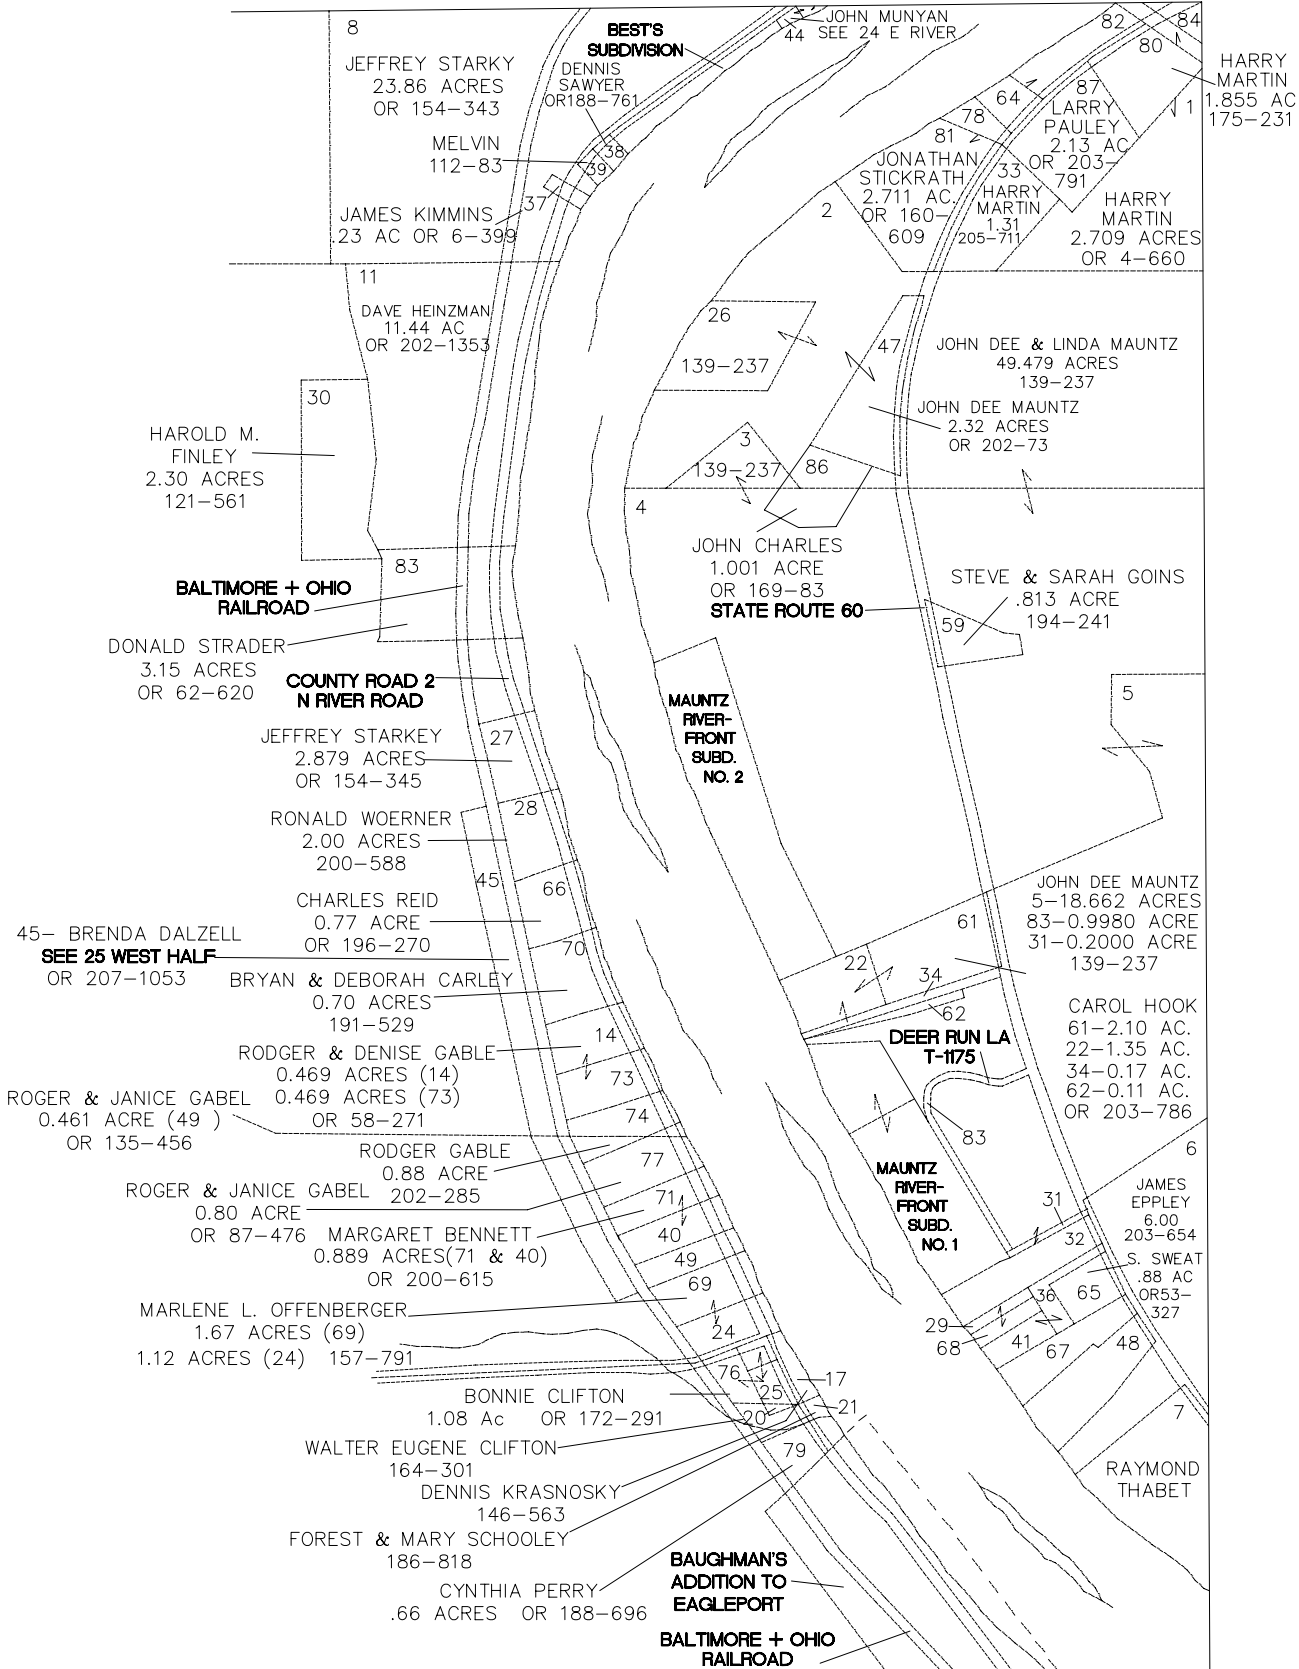 8
JEFFREY STARKY
23.86 ACRES
OR 154-343
BEST'S
SUBDIVISION
DENNIS
SAWYER
OR188-761
JOHN MUNYAN
44 SEE 24 E RIVER
82
84
80
HARRY
MARTIN
1.855 AC
175-231
1
87
LARRY
PAULEY
2.13 AC
OR 203-
791
64
78
81
JONATHAN
STICKRATH
2.711 AC.
OR 160-
609
33
HARRY
MARTIN
1.31
205-711
HARRY
MARTIN
2.709 ACRES
OR 4-660
MELVIN
112-83
38
39
37
JAMES KIMMINS
.23 AC OR 6-399
2
11
DAVE HEINZMAN
11.44 AC
OR 202-1353
26
139-237
47
JOHN DEE & LINDA MAUNTZ
49.479 ACRES
139-237
JOHN DEE MAUNTZ
2.32 ACRES
OR 202-73
30
HAROLD M.
FINLEY
2.30 ACRES
121-561
3
139-237
86
4
JOHN CHARLES
1.001 ACRE
OR 169-83
STATE ROUTE 60
83
BALTIMORE + OHIO
RAILROAD
STEVE & SARAH GOINS
.813 ACRE
194-241
59
DONALD STRADER
3.15 ACRES
OR 62-620
COUNTY ROAD 2
N RIVER ROAD
MAUNTZ
RIVER-
FRONT
SUBD.
NO. 2
5
27
JEFFREY STARKEY
2.879 ACRES
OR 154-345
28
RONALD WOERNER
2.00 ACRES
200-588
45
66
CHARLES REID
0.77 ACRE
OR 196-270
JOHN DEE MAUNTZ
5-18.662 ACRES
83-0.9980 ACRE
31-0.2000 ACRE
139-237
61
45- BRENDA DALZELL
SEE 25 WEST HALF
OR 207-1053
70
BRYAN & DEBORAH CARLEY
0.70 ACRES
191-529
22
34
62
CAROL HOOK
61-2.10 AC.
22-1.35 AC.
34-0.17 AC.
62-0.11 AC.
OR 203-786
DEER RUN LA
T-1175
14
RODGER & DENISE GABLE
0.469 ACRES (14)
0.469 ACRES (73)
OR 58-271
73
74
ROGER & JANICE GABEL
0.461 ACRE (49 )
OR 135-456
83
RODGER GABLE
0.88 ACRE
202-285
77
6
JAMES
EPPLEY
6.00
203-654
MAUNTZ
RIVER-
FRONT
SUBD.
NO. 1
ROGER & JANICE GABEL
0.80 ACRE
OR 87-476
71
40
49
MARGARET BENNETT
0.889 ACRES(71 & 40)
OR 200-615
31
32
S. SWEAT
.88 AC
OR53-
327
65
36
69
MARLENE L. OFFENBERGER
1.67 ACRES (69)
1.12 ACRES (24) 157-791
24
29
68
41
67
48
76
25
17
BONNIE CLIFTON
1.08 Ac OR 172-291
20
21
7
WALTER EUGENE CLIFTON
164-301
79
RAYMOND
THABET
DENNIS KRASNOSKY
146-563
FOREST & MARY SCHOOLEY
186-818
CYNTHIA PERRY
.66 ACRES OR 188-696
BAUGHMAN'S
ADDITION TO
EAGLEPORT
BALTIMORE + OHIO
RAILROAD